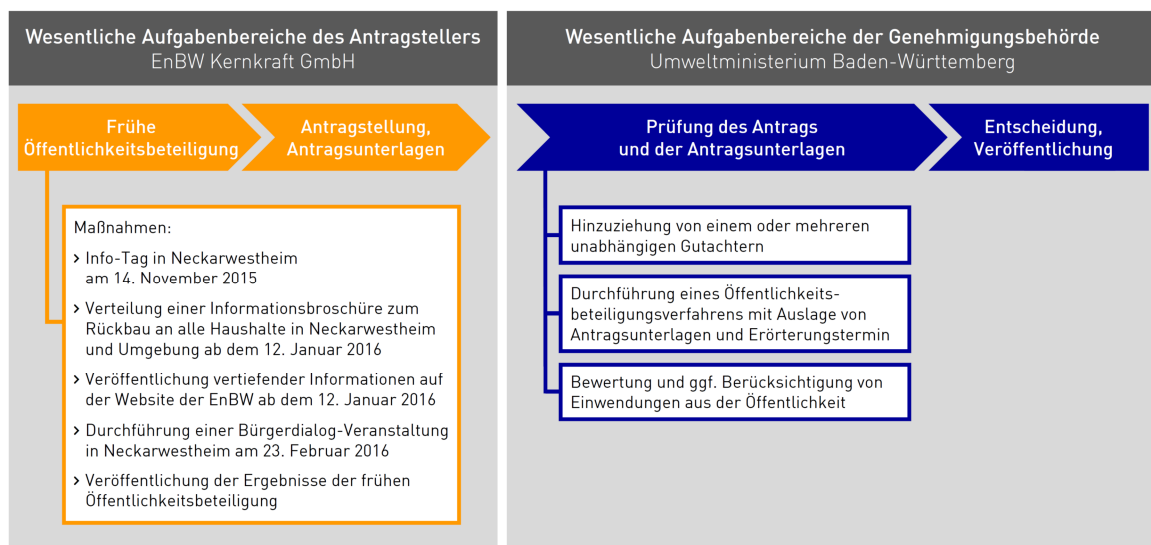 Wesentliche Aufgabenbereiche des Antragstellers
EnBW Kernkraft GmbH
Frühe
Öffentlichkeitsbeteiligung
Antragstellung,
Antragsunterlagen
Maßnahmen:
› Info-Tag in Neckarwestheim
am 14. November 2015
› Verteilung einer Informationsbroschüre zum
Rückbau an alle Haushalte in Neckarwestheim
und Umgebung ab dem 12. Januar 2016
› Veröffentlichung vertiefender Informationen auf
der Website der EnBW ab dem 12. Januar 2016
› Durchführung einer Bürgerdialog-Veranstaltung
in Neckarwestheim am 23. Februar 2016
› Veröffentlichung der Ergebnisse der frühen
Öffentlichkeitsbeteiligung
Wesentliche Aufgabenbereiche der Genehmigungsbehörde
Umweltministerium Baden-Württemberg
Prüfung des Antrags
und der Antragsunterlagen
Entscheidung,
Veröffentlichung
Hinzuziehung von einem oder mehreren
unabhängigen Gutachtern
Durchführung eines Öffentlichkeits-
beteiligungsverfahrens mit Auslage von
Antragsunterlagen und Erörterungstermin
Bewertung und ggf. Berücksichtigung von
Einwendungen aus der Öffentlichkeit